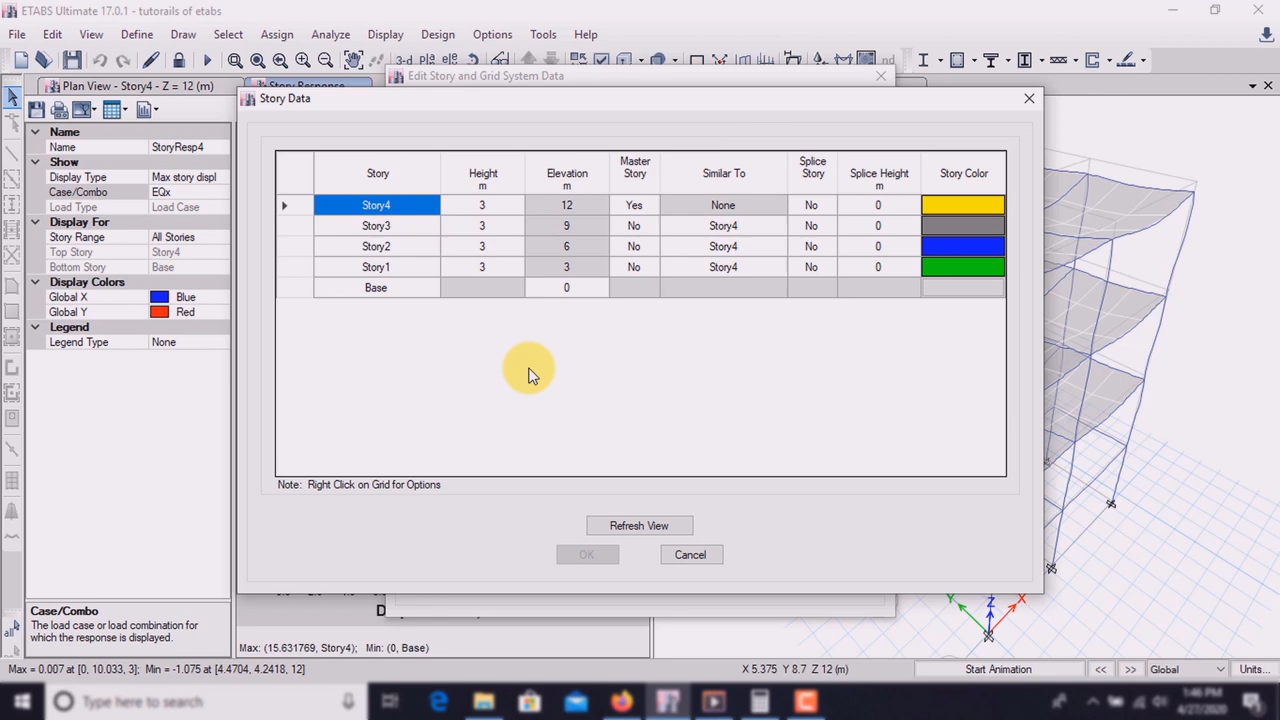 ETABS Ultimate 17.0.1 - tutorails of etabs
File Edit View Define Draw Select Assign Analyze Display Design Options Tools Help
3-d
Edit Story and Grid System Data
Plan View - Story4 - Z = 12 (m) Story Response
Story Data
Name
Name StoryResp4
Show
Display Type Max story displ
Case/Combo EQx
Load Type Load Case
Display For
Story Range All Stories
Top Story Story4
Bottom Story Base
Display Colors
Global X Blue
Global Y Red
Legend
Legend Type None
Story Height m Elevation m Master Story Similar To Splice Story Splice Height m Story Color
Story4 3 12 Yes None No 0
Story3 3 9 No Story4 No 0
Story2 3 6 No Story4 No 0
Story1 3 3 No Story4 No 0
Base 0
Note: Right Click on Grid for Options
Refresh View
OK Cancel
Case/Combo
The load case or load combination for
which the response is displayed.
all
D
Max: (15.631769, Story4); Min: (0, Base)
Y Z X
Max = 0.007 at [0, 10.033, 3]; Min = -1.075 at [4.4704, 4.2418, 12] X 5.375 Y 8.7 Z 12 (m) Start Animation << >> Global Units...
Type here to search
1:46 PM
4/27/2020